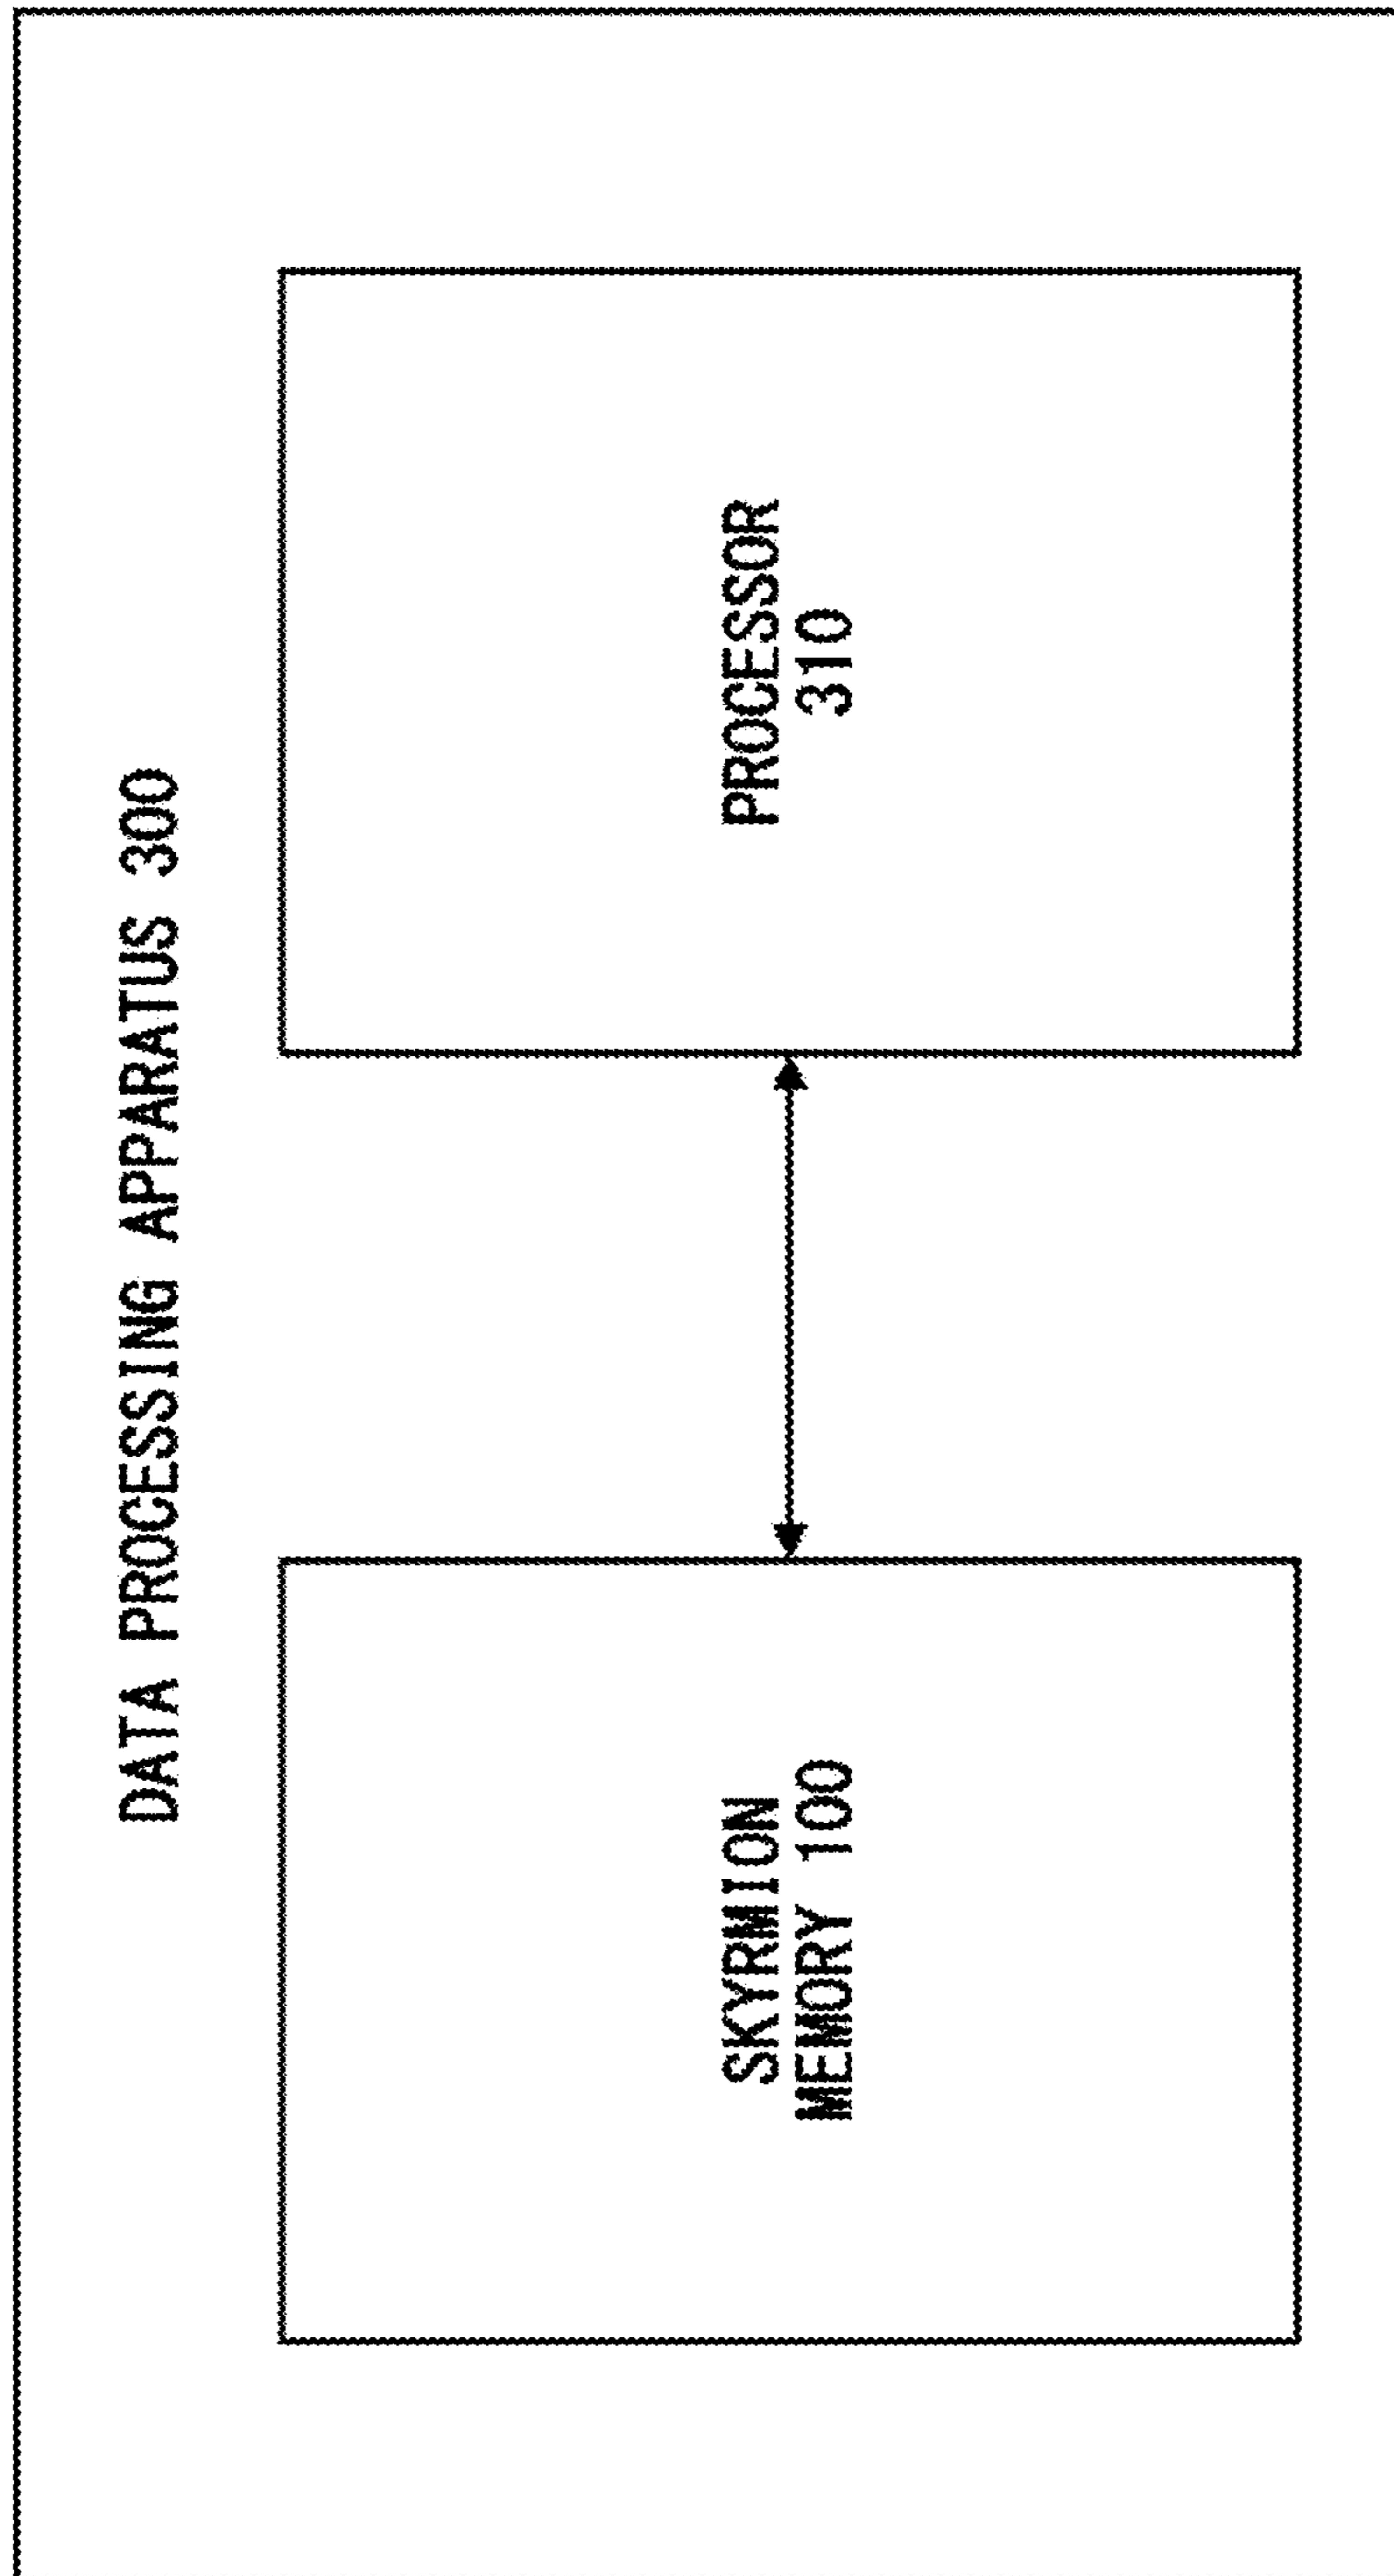 DATA PROCESSING APPARATUS 300
SKYRMION
MEMORY 100
PROCESSOR
310